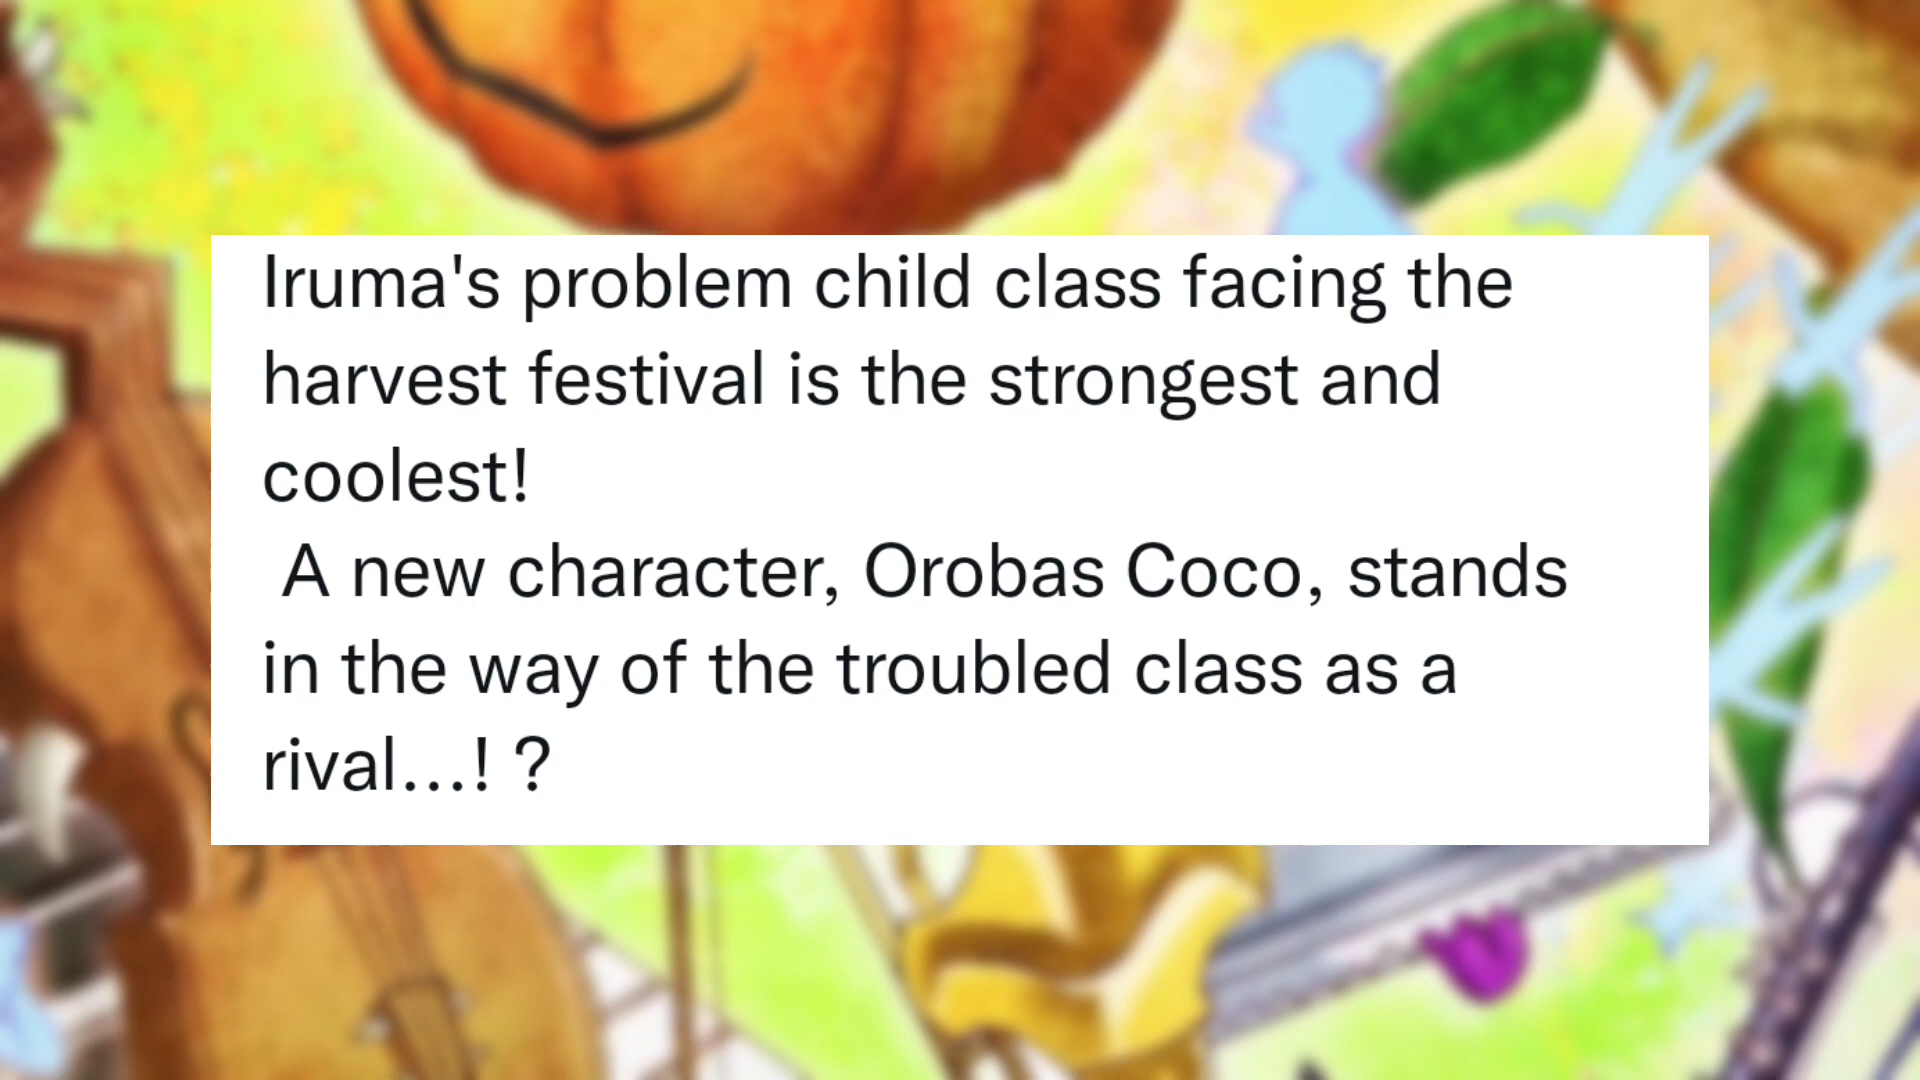 Iruma's problem child class facing the
harvest festival is the strongest and
coolest!
A new character, Orobas Coco, stands
in the way of the troubled class as a
rival...! ?